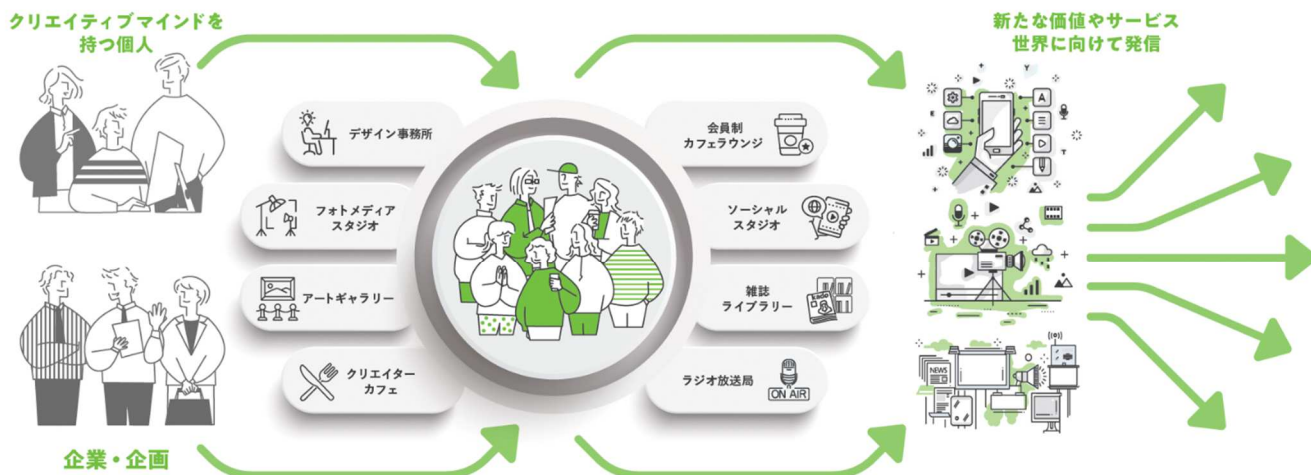 クリエイティブマインドを
持つ個人
新たな価値やサービス
世界に向けて発信
デザイン事務所
フォトメディア
スタジオ
アートギャラリー
クリエイター
カフェ
会員制
カフェラウンジ
ソーシャル
スタジオ
雑誌
ライブラリー
ラジオ放送局
ON AIR
企業・企画
Y
E
A
T
NEWS